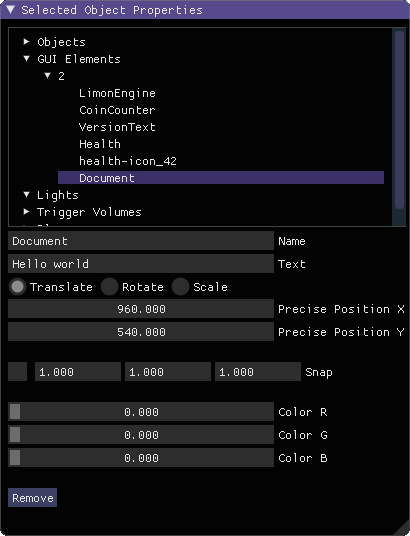 Selected Object Properties
Objects
GUI Elements
2
LimonEngine
CoinCounter
VersionText
Health
health-icon_42
Document
Lights
Trigger Volumes
Document Name
Hello world Text
Translate Rotate Scale
960.000 Precise Position X
540.000 Precise Position Y
1.000 1.000 1.000 Snap
0.000 Color R
0.000 Color G
0.000 Color B
Remove